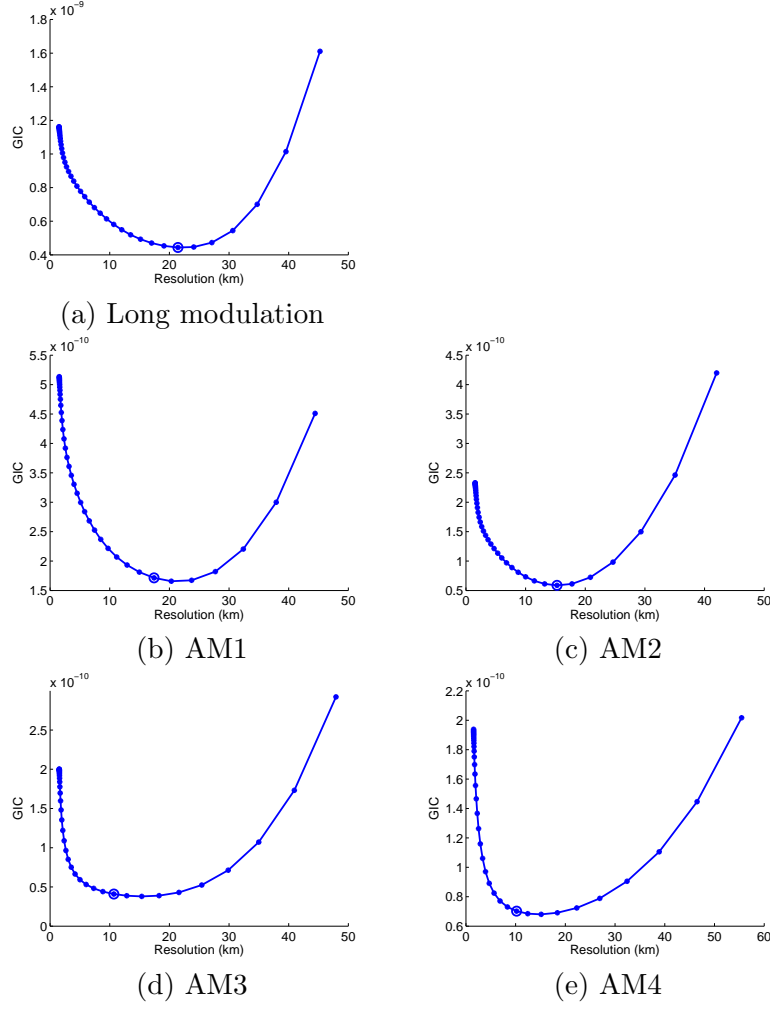 x 10⁻⁹
1.8
1.6
1.4
1.2
1
0.8
0.6
0.4
GIC
0 10 20 30 40 50
Resolution (km)
(a) Long modulation
x 10⁻¹⁰
5.5
5
4.5
4
3.5
3
2.5
2
1.5
GIC
0 10 20 30 40 50
Resolution (km)
(b) AM1
x 10⁻¹⁰
4.5
4
3.5
3
2.5
2
1.5
1
0.5
GIC
0 10 20 30 40 50
Resolution (km)
(c) AM2
x 10⁻¹⁰
2.5
2
1.5
1
0.5
0
GIC
0 10 20 30 40 50
Resolution (km)
(d) AM3
x 10⁻¹⁰
2.2
2
1.8
1.6
1.4
1.2
1
0.8
0.6
GIC
0 10 20 30 40 50 60
Resolution (km)
(e) AM4